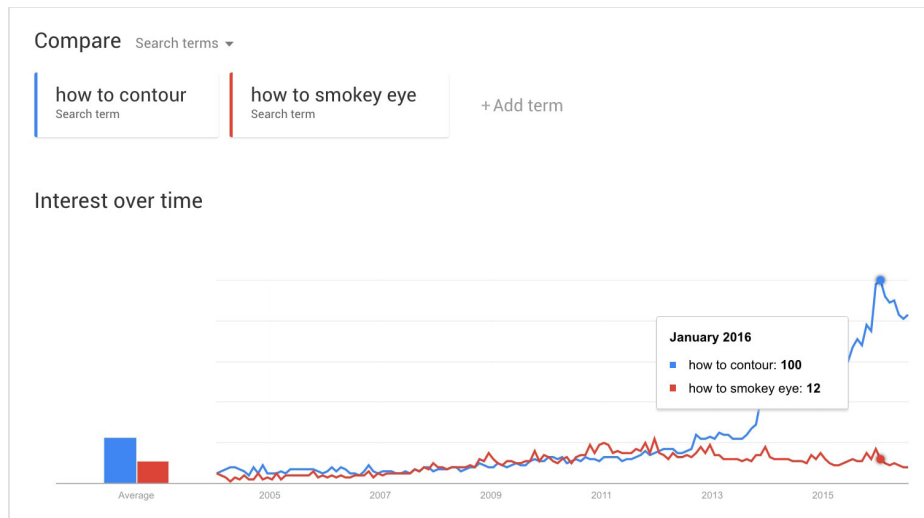 Compare Search terms
how to contour
Search term
how to smokey eye
Search term
+Add term
Interest over time
January 2016
how to contour: 100
how to smokey eye: 12
Average
2005
2007
2009
2011
2013
2015